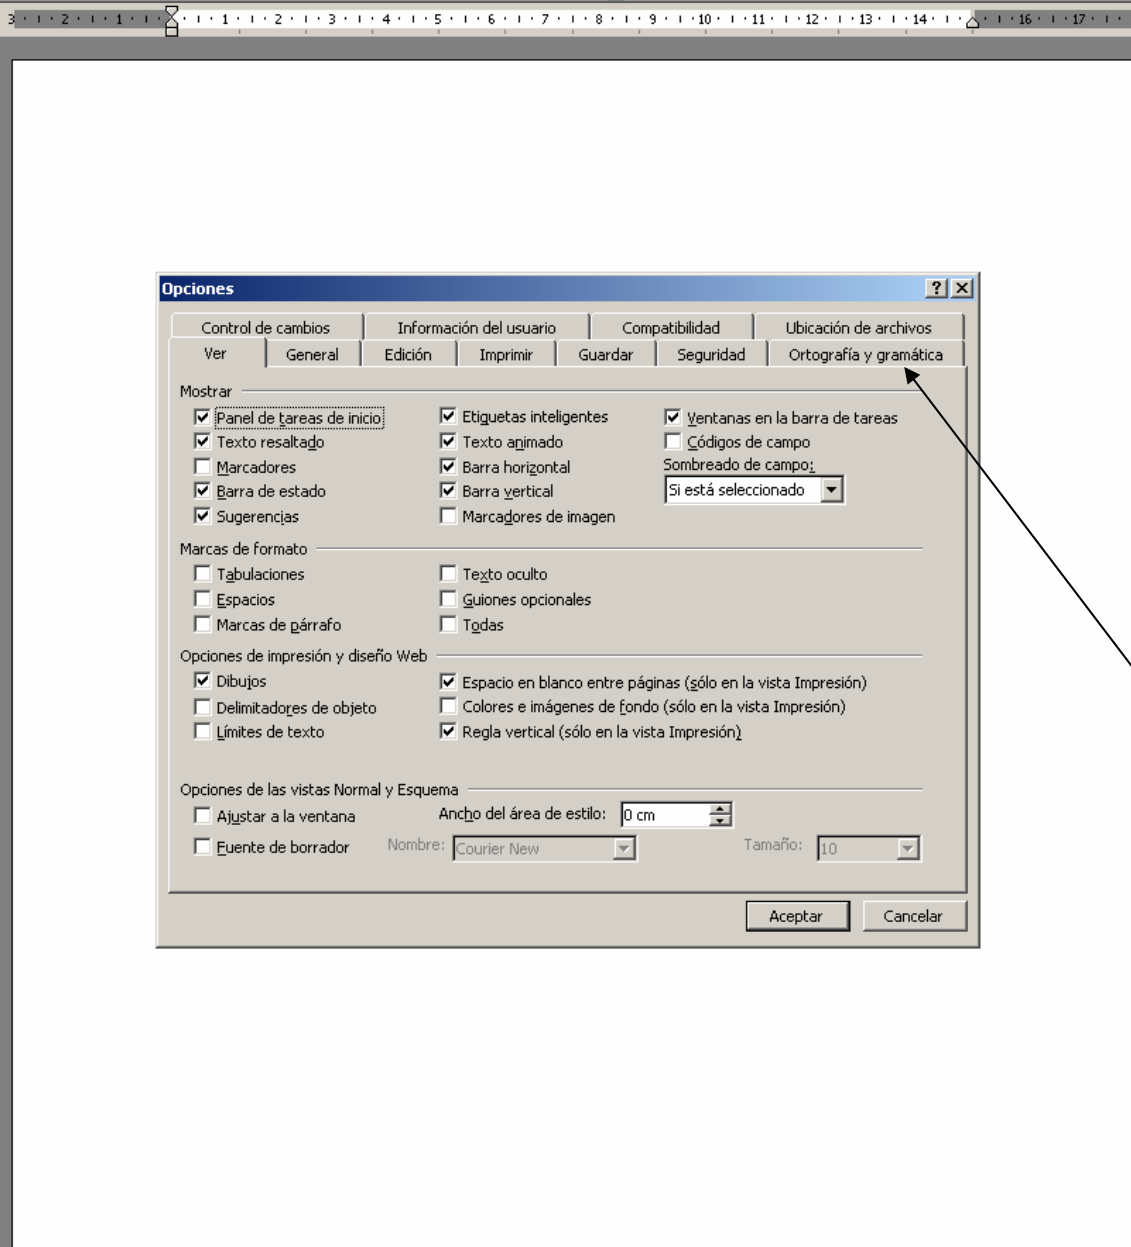 3 2 1 1 2 3 4 5 6 7 8 9 10 11 12 13 14 16 17
Opciones
Control de cambios Información del usuario Compatibilidad Ubicación de archivos
Ver General Edición Imprimir Guardar Seguridad Ortografía y gramática
Mostrar
Panel de tareas de inicio Etiquetas inteligentes Ventanas en la barra de tareas
Texto resaltado Texto animado Códigos de campo
Marcadores Barra horizontal Sombreado de campo:
Barra de estado Barra vertical Si está seleccionado
Sugerencias Marcadores de imagen
Marcas de formato
Tabulaciones Texto oculto
Espacios Guiones opcionales
Marcas de párrafo Todas
Opciones de impresión y diseño Web
Dibujos Espacio en blanco entre páginas (sólo en la vista Impresión)
Delimitadores de objeto Colores e imágenes de fondo (sólo en la vista Impresión)
Límites de texto Regla vertical (sólo en la vista Impresión)
Opciones de las vistas Normal y Esquema
Ajustar a la ventana Ancho del área de estilo: 0 cm
Fuente de borrador Nombre: Courier New Tamaño: 10
Aceptar Cancelar